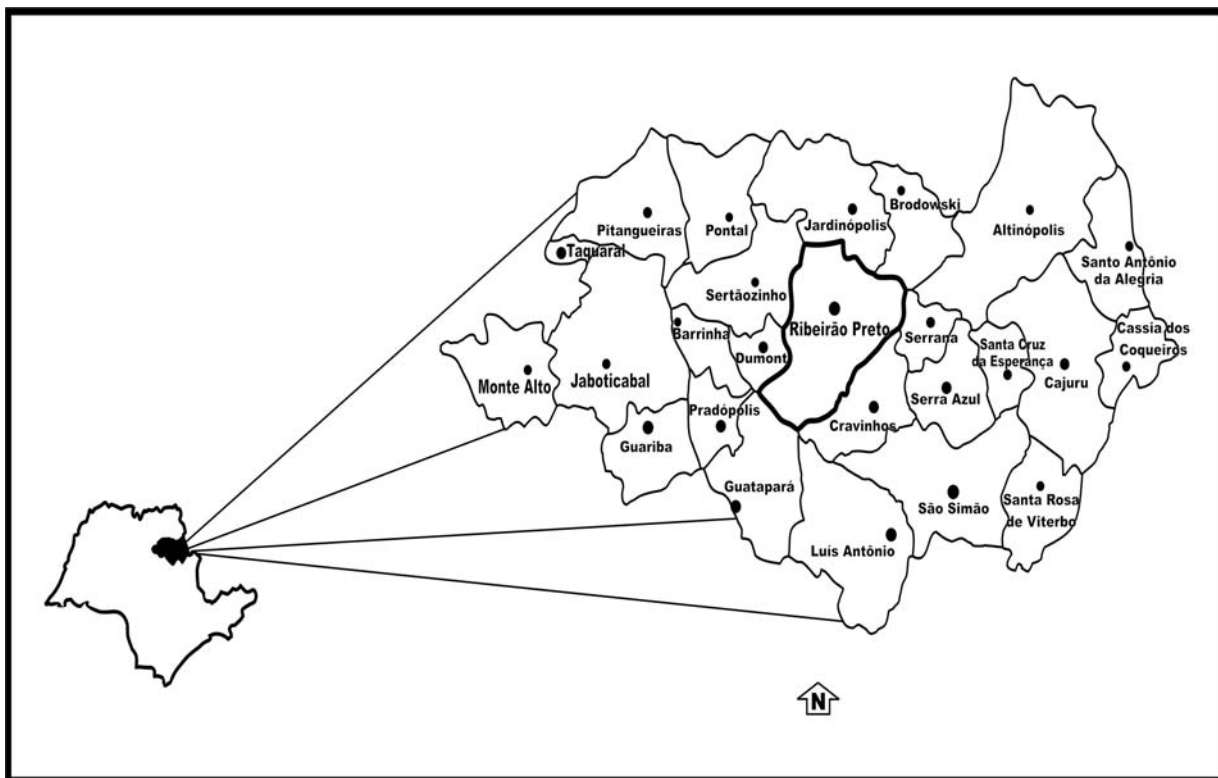 Brodowski
Pitangueiras
Pontal
Jardinópolis
Altinópolis
Taquaral
Santo Antônio
da Alegria
Sertãozinho
Ribeirão Preto
Barrinha
Serrana
Cassia dos
Coqueiros
Santa Cruz
da Esperança
Dumont
Monte Alto
Jaboticabal
Cajuru
Serra Azul
Pradópolis
Cravinhos
Guariba
Guatapará
São Simão
Santa Rosa
de Viterbo
Luís Antônio
N